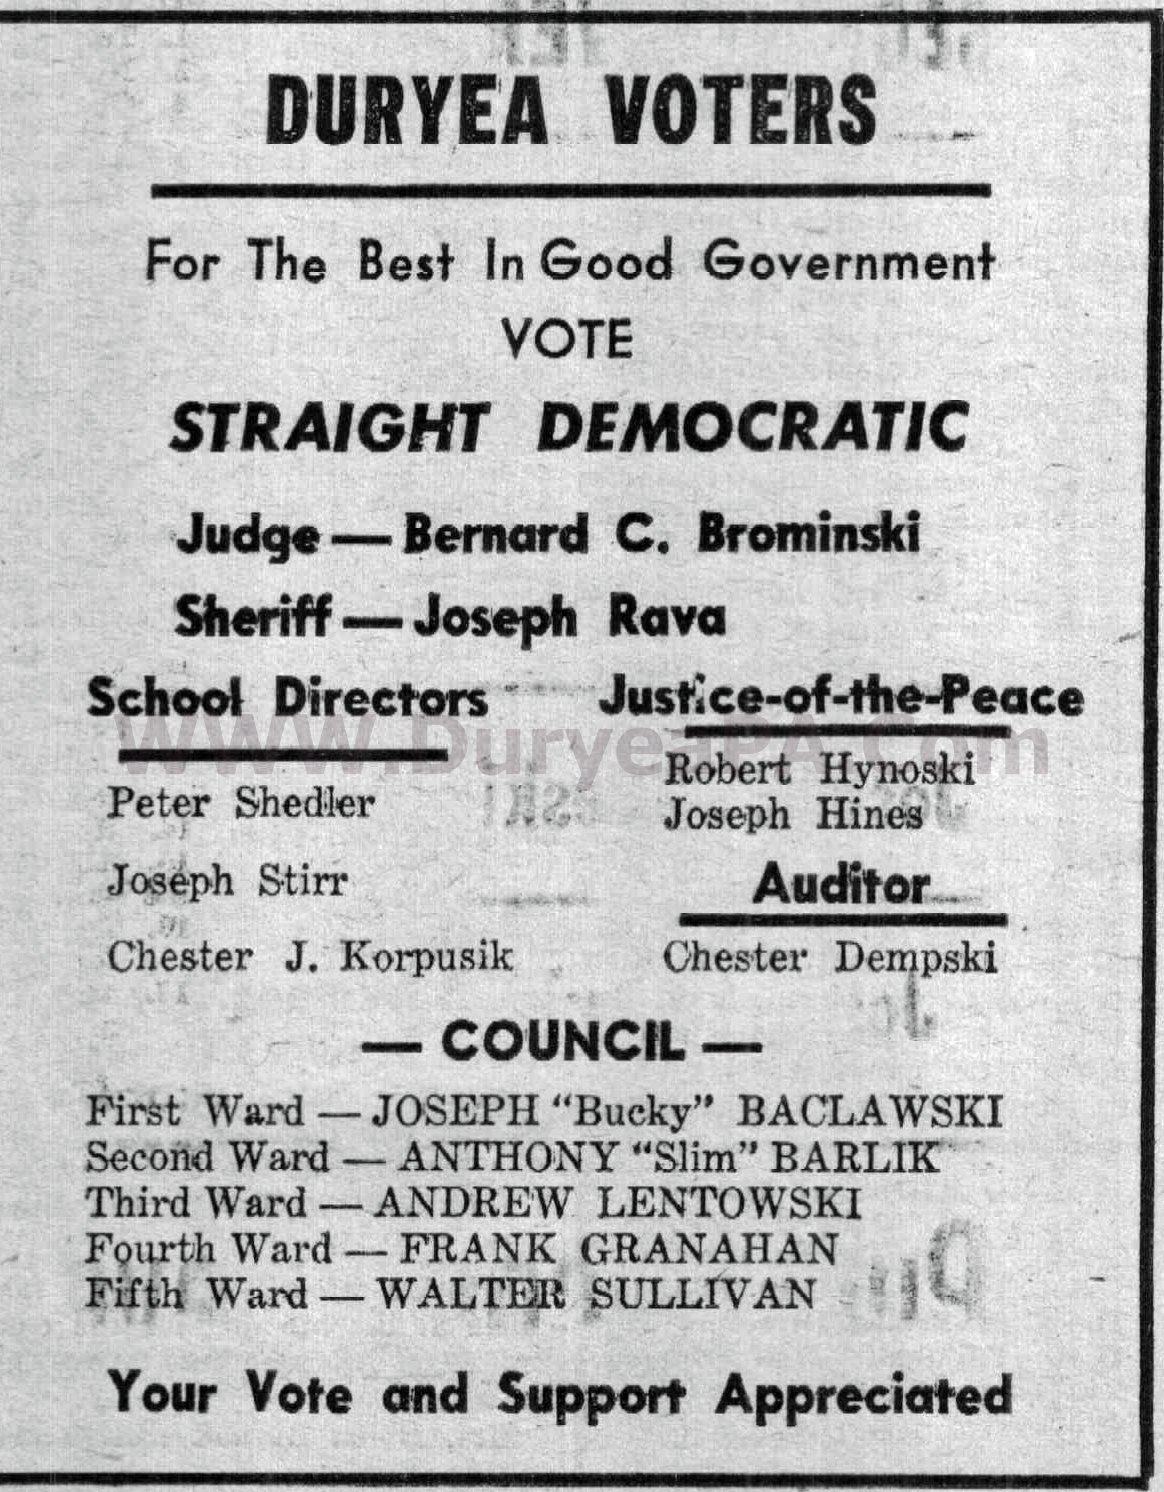 DURYEA VOTERS
For The Best In Good Government
VOTE
STRAIGHT DEMOCRATIC
Judge — Bernard C. Brominski
Sheriff — Joseph Rava
School Directors
Peter Shedler
Joseph Stirr
Chester J. Korpusik
Justice-of-the-Peace
Robert Hynoski
Joseph Hines
Auditor
Chester Dempski
— COUNCIL —
First Ward — JOSEPH "Bucky" BACLAWSKI
Second Ward — ANTHONY "Slim" BARLIK
Third Ward — ANDREW LENTOWSKI
Fourth Ward — FRANK GRANAHAN
Fifth Ward — WALTER SULLIVAN
Your Vote and Support Appreciated
WWW.DuryeaPA.Com